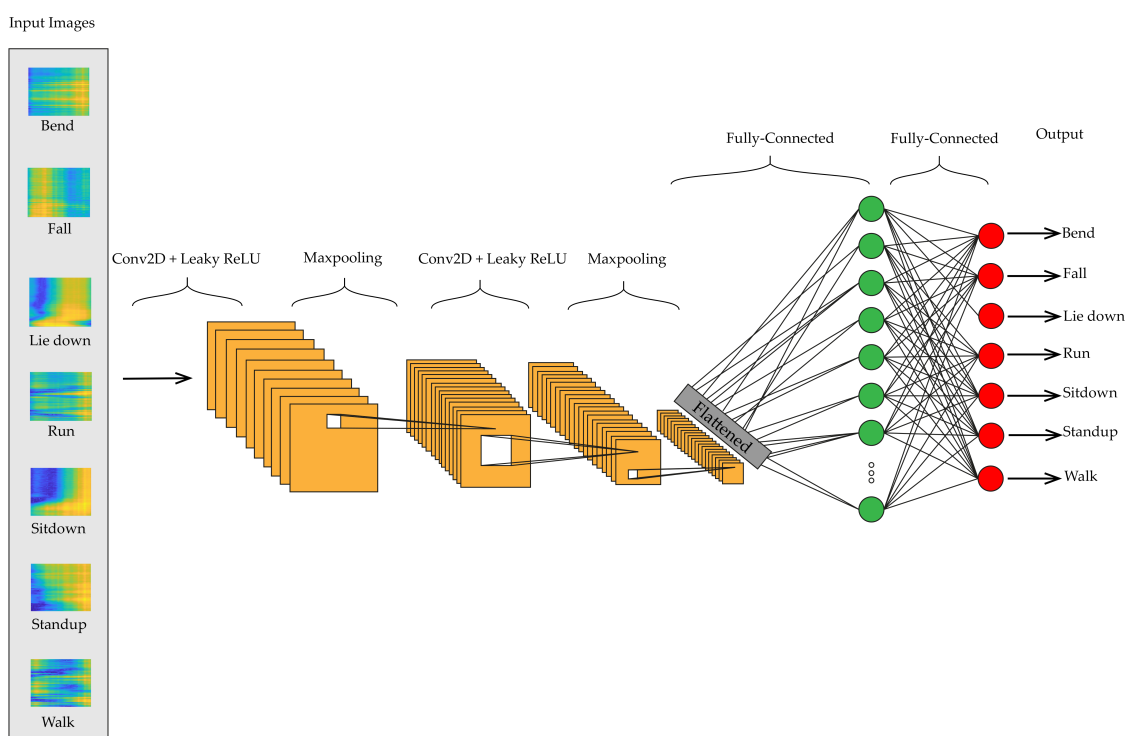 Input Images
Bend
Fall
Lie down
Run
Sitdown
Standup
Walk
Conv2D + Leaky ReLU
Maxpooling
Conv2D + Leaky ReLU
Maxpooling
Flattened
Fully-Connected
Fully-Connected
Output
Bend
Fall
Lie down
Run
Sitdown
Standup
Walk